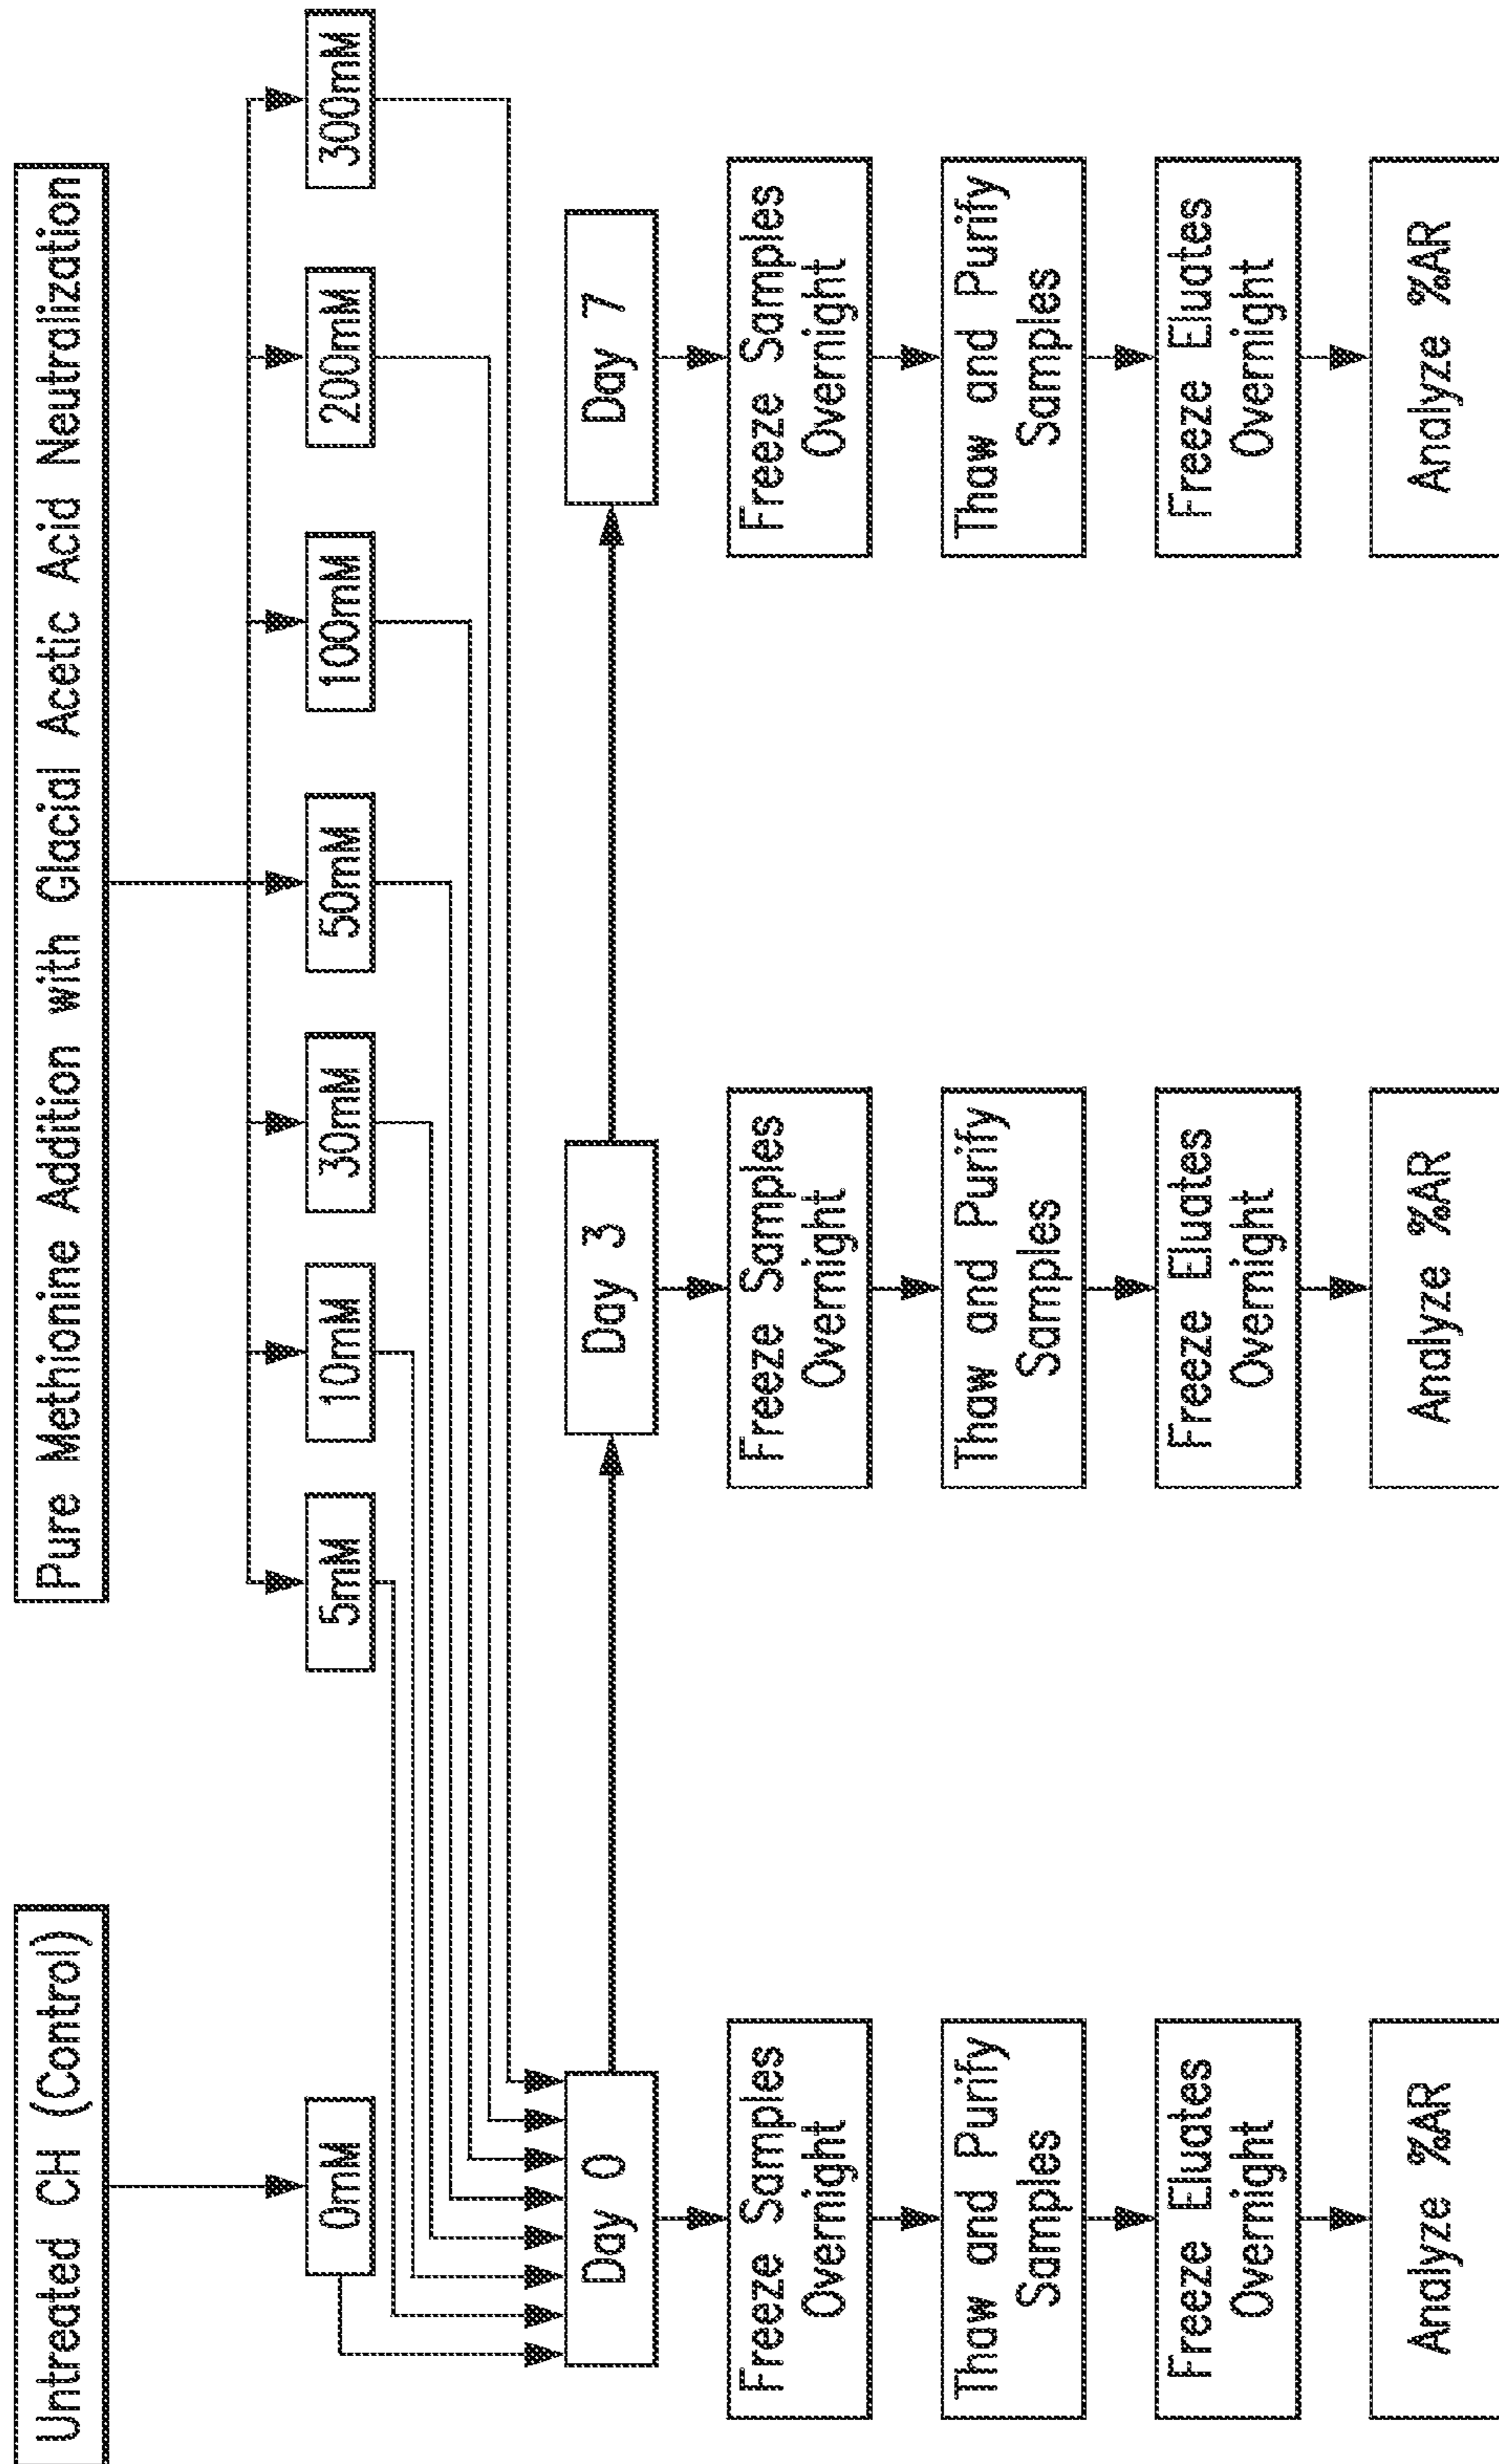 Untreated CH (Control)
Pure Methionine Addition with Glacial Acetic Acid Neutralization
0mM
5mM
10mM
30mM
50mM
100mM
200mM
300mM
Day 0
Day 3
Day 7
Freeze Samples
Overnight
Freeze Samples
Overnight
Freeze Samples
Overnight
Thaw and Purify
Samples
Thaw and Purify
Samples
Thaw and Purify
Samples
Freeze Eluates
Overnight
Freeze Eluates
Overnight
Freeze Eluates
Overnight
Analyze %AR
Analyze %AR
Analyze %AR